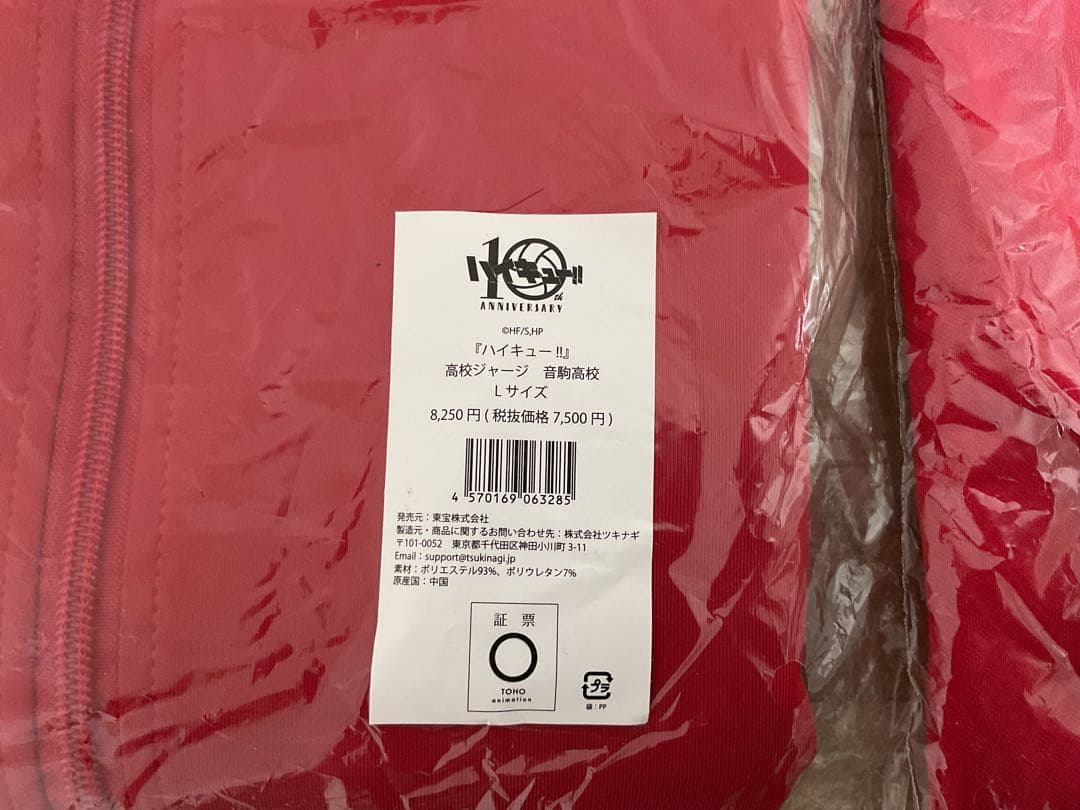 10th
ハイキュー!!
ANNIVERSARY
©HF/S,HP
『ハイキュー!!』
高校ジャージ　音駒高校
Lサイズ
8,250円(税抜価格7,500円)
4 570169 063285
発売元：東宝株式会社
製造元・商品に関するお問い合わせ先：株式会社ツキナギ
〒101-0052　東京都千代田区神田小川町3-11
Email：support@tsukinagi.jp
素材：ポリエステル93%、ポリウレタン7%
原産国：中国
証 票
TOHO
animation
プラ
袋：PP